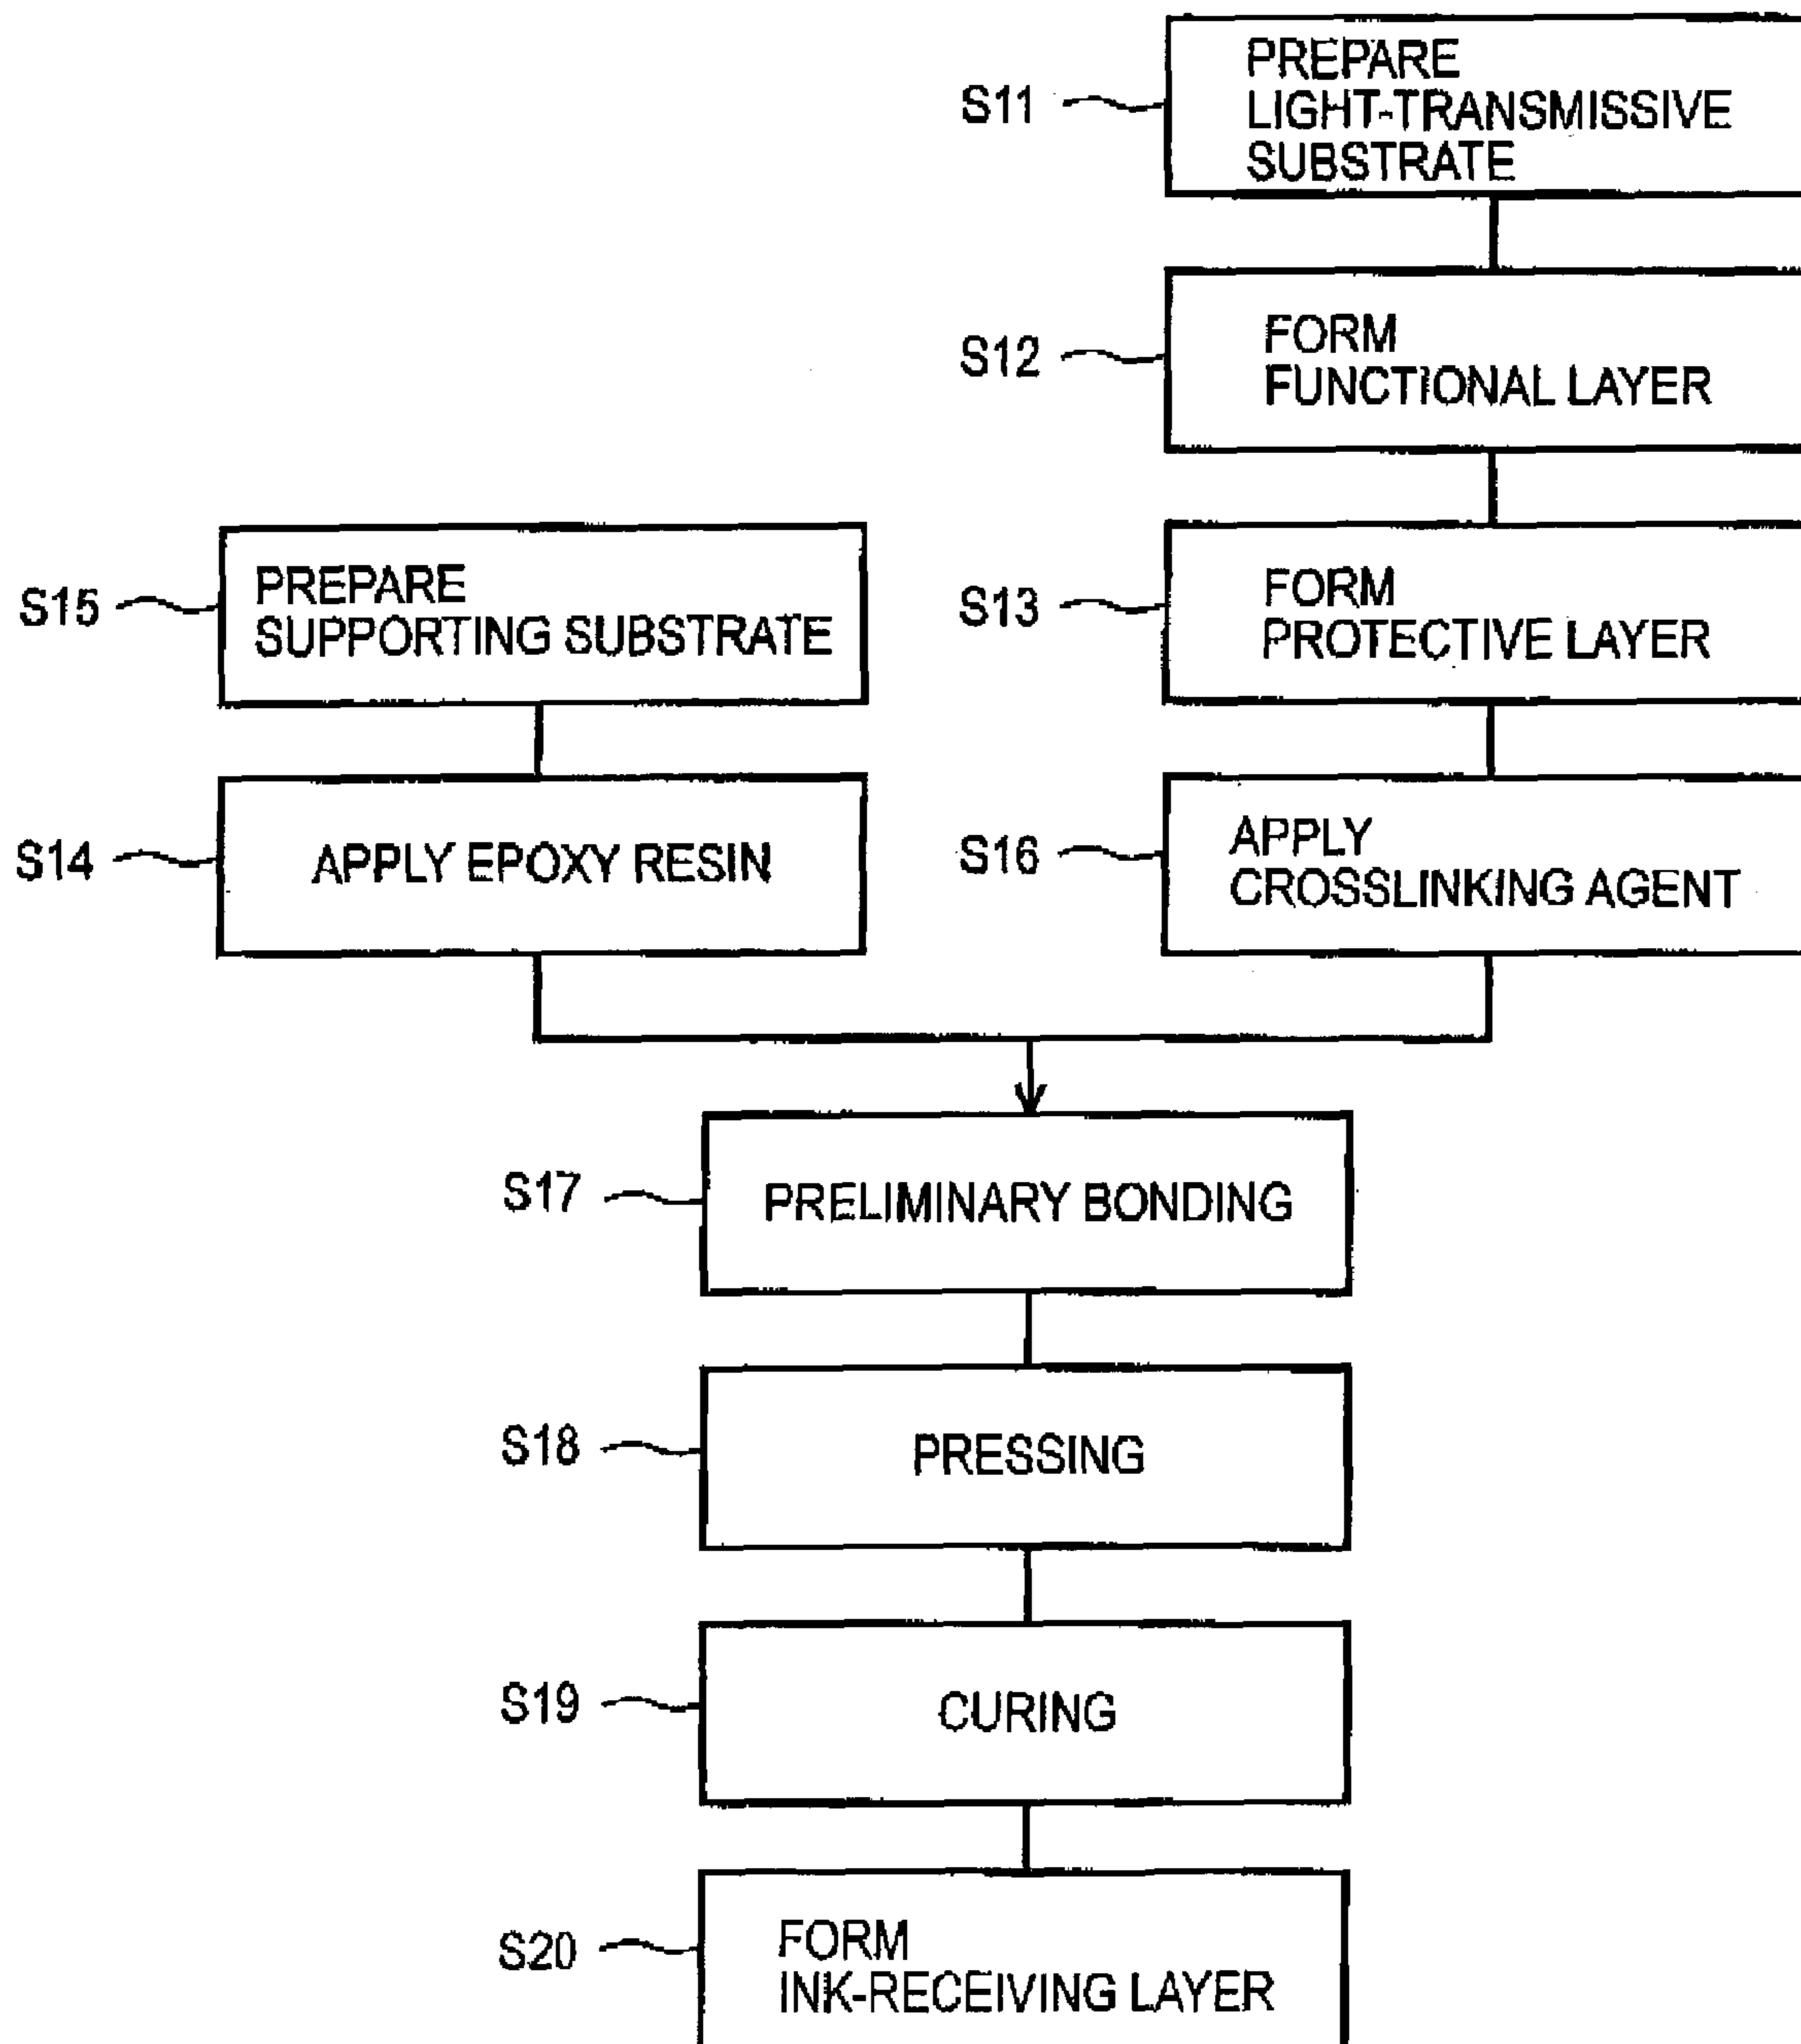 S11
PREPARE
LIGHT-TRANSMISSIVE
SUBSTRATE
S12
FORM
FUNCTIONAL LAYER
S15
PREPARE
SUPPORTING SUBSTRATE
S13
FORM
PROTECTIVE LAYER
S14
APPLY EPOXY RESIN
S16
APPLY
CROSSLINKING AGENT
S17
PRELIMINARY BONDING
S18
PRESSING
S19
CURING
S20
FORM
INK-RECEIVING LAYER